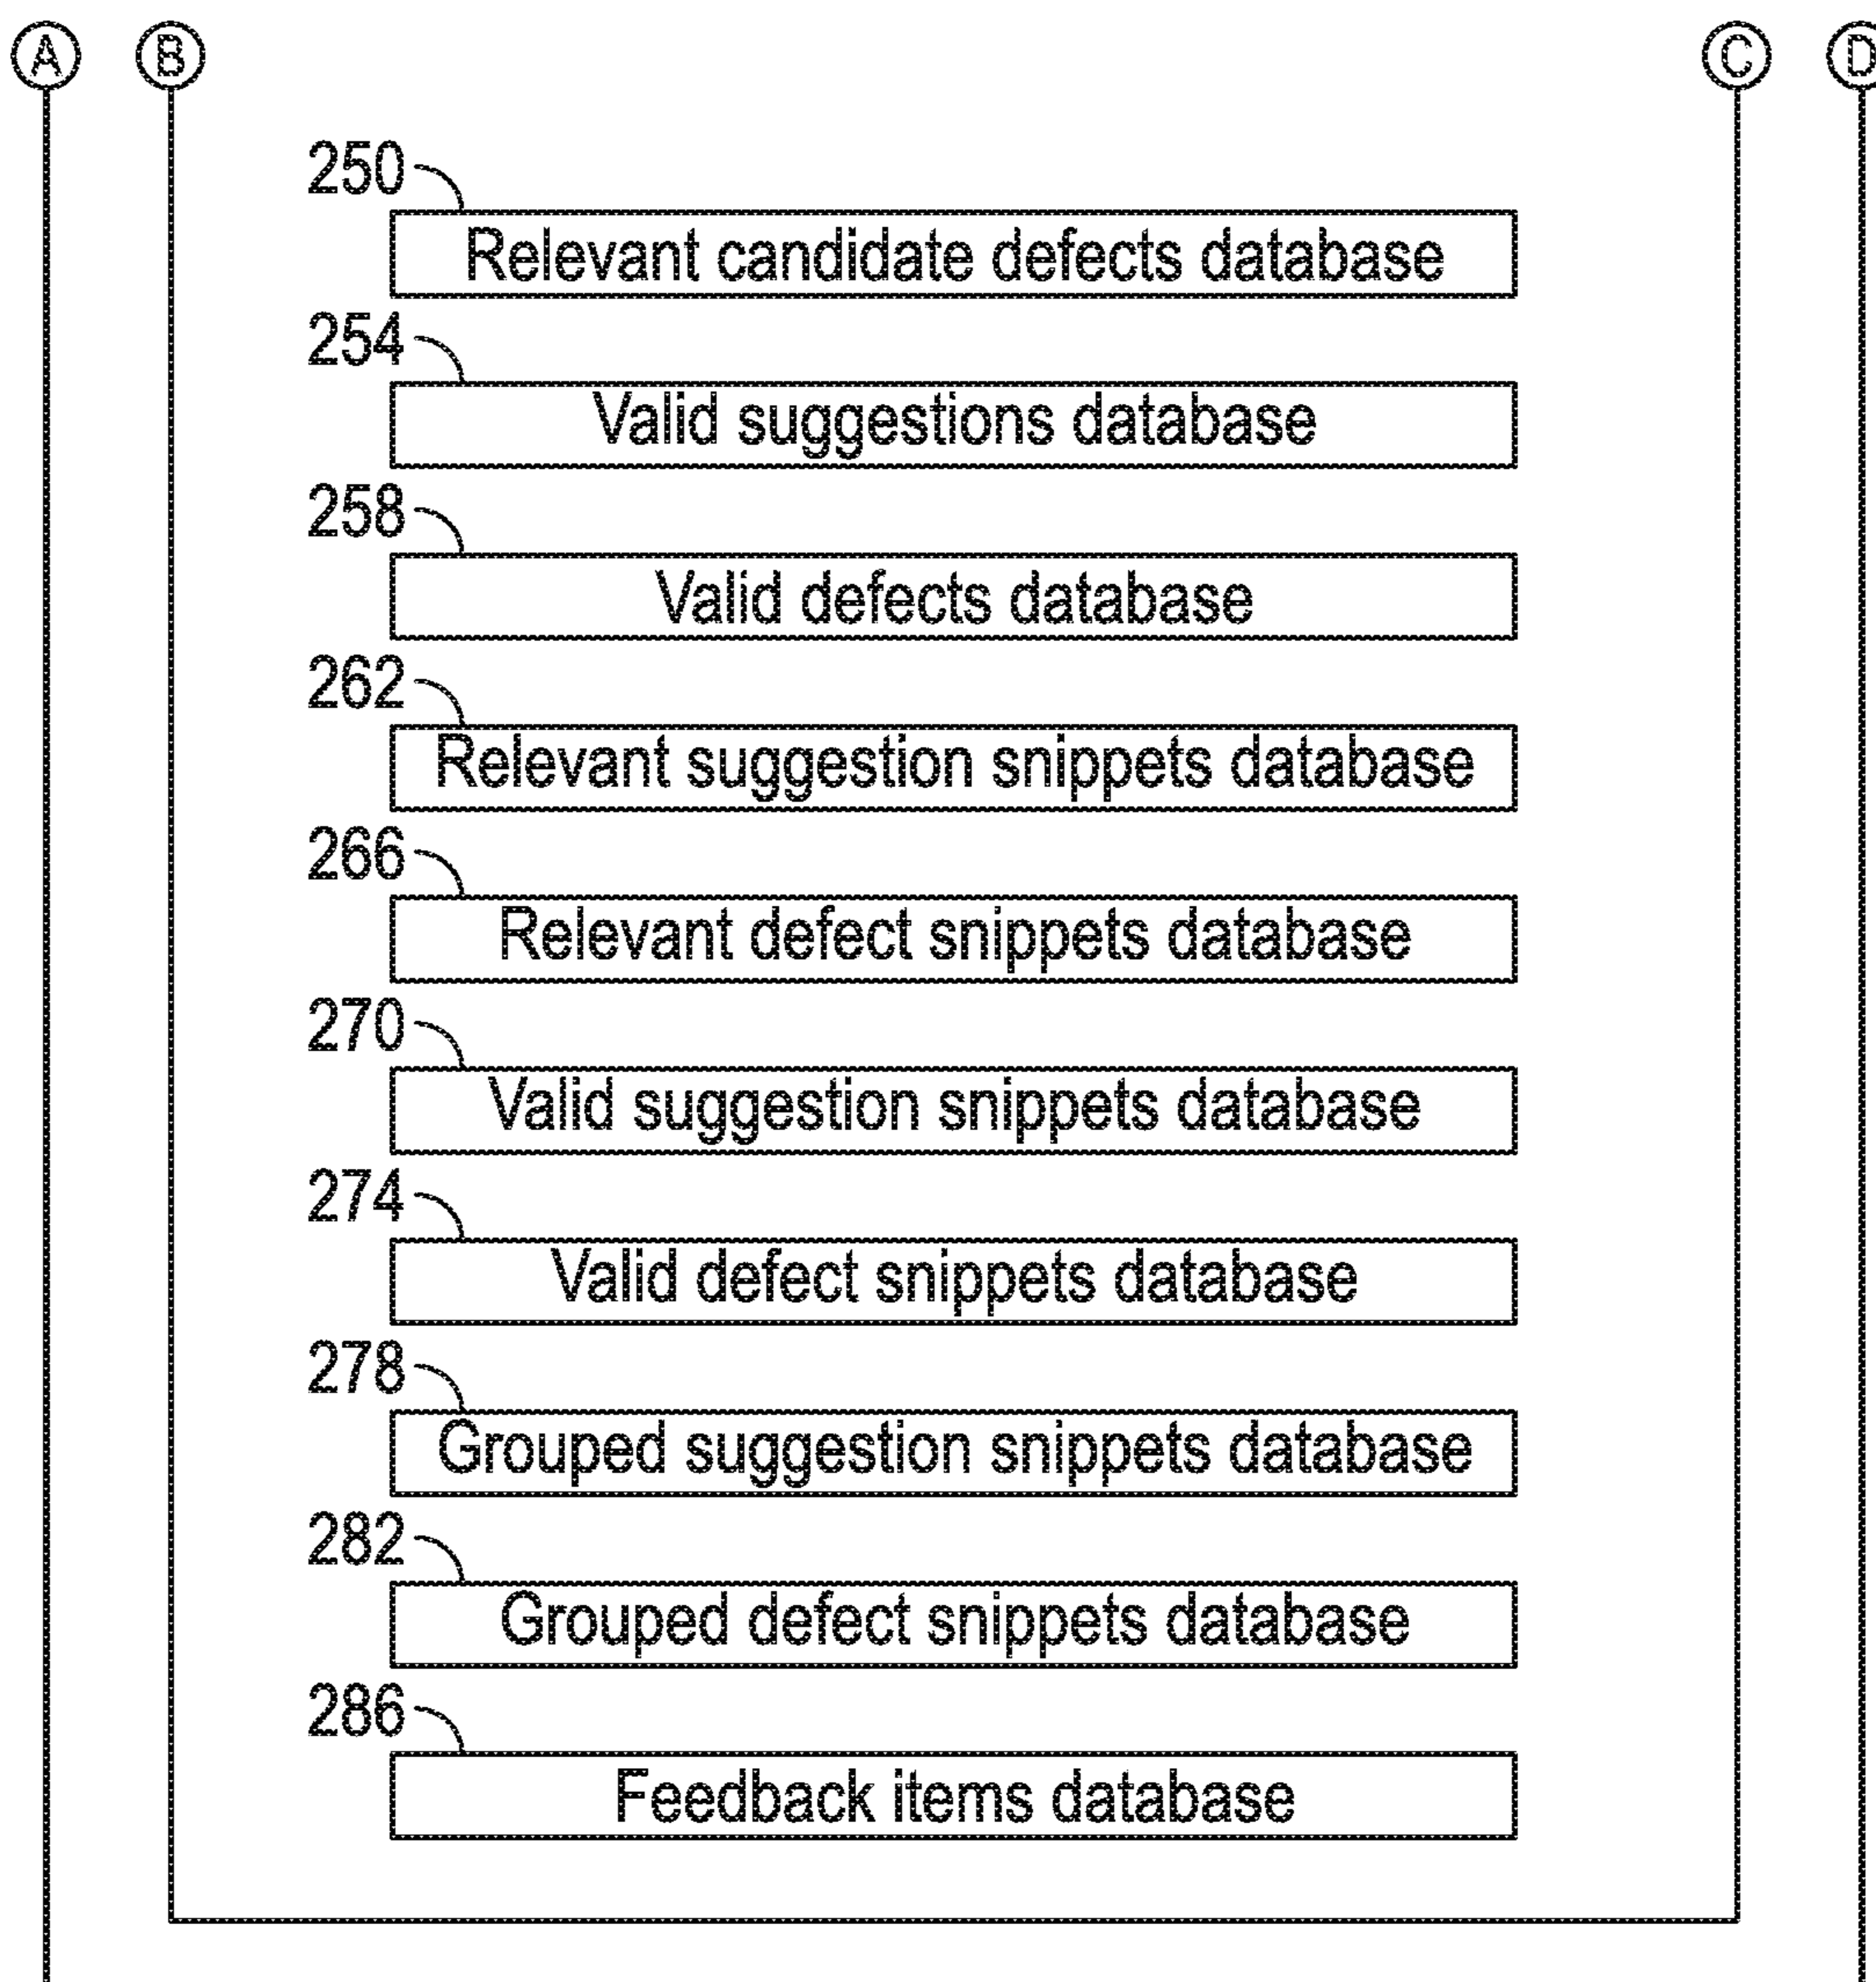 A B C D
250
Relevant candidate defects database
254
Valid suggestions database
258
Valid defects database
262
Relevant suggestion snippets database
266
Relevant defect snippets database
270
Valid suggestion snippets database
274
Valid defect snippets database
278
Grouped suggestion snippets database
282
Grouped defect snippets database
286
Feedback items database